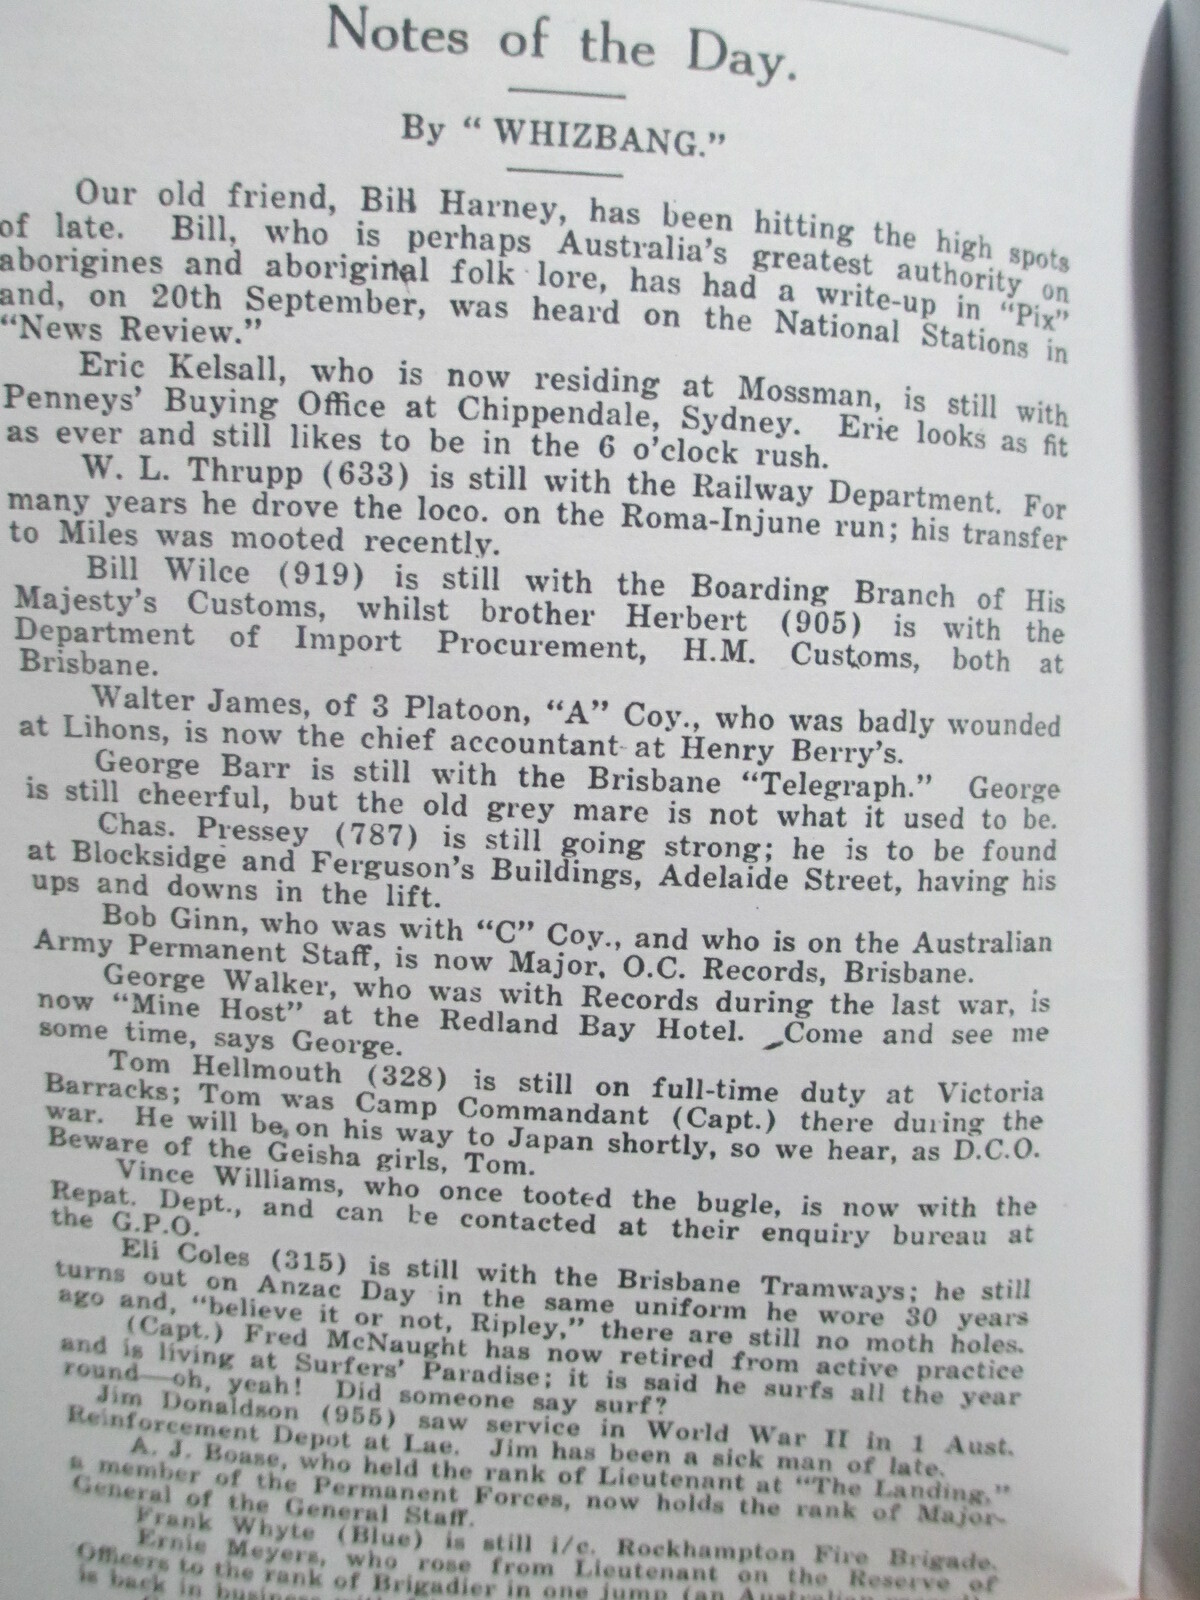 Notes of the Day.
By "WHIZBANG."
Our old friend, Bill Harney, has been hitting the high spots
of late. Bill, who is perhaps Australia's greatest authority on
aborigines and aboriginal folk lore, has had a write-up in "Pix"
and, on 20th September, was heard on the National Stations in
"News Review."
Eric Kelsall, who is now residing at Mossman, is still with
Penneys' Buying Office at Chippendale, Sydney. Eric looks as fit
as ever and still likes to be in the 6 o'clock rush.
W. L. Thrupp (633) is still with the Railway Department. For
many years he drove the loco. on the Roma-Injune run; his transfer
to Miles was mooted recently.
Bill Wilce (919) is still with the Boarding Branch of His
Majesty's Customs, whilst brother Herbert (905) is with the
Department of Import Procurement, H.M. Customs, both at
Brisbane.
Walter James, of 3 Platoon, "A" Coy., who was badly wounded
at Lihons, is now the chief accountant at Henry Berry's.
George Barr is still with the Brisbane "Telegraph." George
is still cheerful, but the old grey mare is not what it used to be.
Chas. Pressey (787) is still going strong; he is to be found
at Blocksidge and Ferguson's Buildings, Adelaide Street, having his
ups and downs in the lift.
Bob Ginn, who was with "C" Coy., and who is on the Australian
Army Permanent Staff, is now Major, O.C. Records, Brisbane.
George Walker, who was with Records during the last war, is
now "Mine Host" at the Redland Bay Hotel. Come and see me
some time, says George.
Tom Hellmouth (328) is still on full-time duty at Victoria
Barracks; Tom was Camp Commandant (Capt.) there during the
war. He will be on his way to Japan shortly, so we hear, as D.C.O.
Beware of the Geisha girls, Tom.
Vince Williams, who once tooted the bugle, is now with the
Repat. Dept., and can be contacted at their enquiry bureau at
the G.P.O.
Eli Coles (315) is still with the Brisbane Tramways; he still
turns out on Anzac Day in the same uniform he wore 30 years
ago and, "believe it or not, Ripley," there are still no moth holes.
(Capt.) Fred McNaught has now retired from active practice
and is living at Surfers' Paradise; it is said he surfs all the year
round—oh, yeah! Did someone say surf?
Jim Donaldson (955) saw service in World War II in 1 Aust.
Reinforcement Depot at Lae. Jim has been a sick man of late.
A. J. Boase, who held the rank of Lieutenant at "The Landing,"
a member of the Permanent Forces, now holds the rank of Major-
General of the General Staff.
Frank Whyte (Blue) is still i/c. Rockhampton Fire Brigade.
Ernie Meyers, who rose from Lieutenant on the Reserve of
Officers to the rank of Brigadier in one jump (an Australian
is back in business